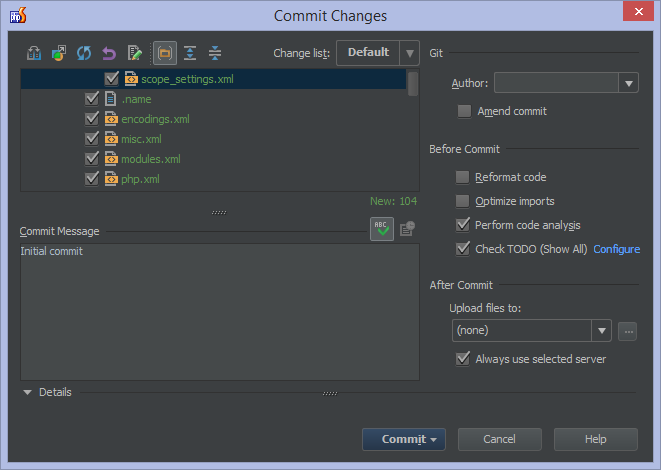 Commit Changes
Change list: Default
scope_settings.xml
.name
encodings.xml
misc.xml
modules.xml
php.xml
New: 104
Commit Message
ABC
Initial commit
Git
Author:
Amend commit
Before Commit
Reformat code
Optimize imports
Perform code analysis
Check TODO (Show All) Configure
After Commit
Upload files to:
(none)
...
Always use selected server
Details
Commit
Cancel
Help